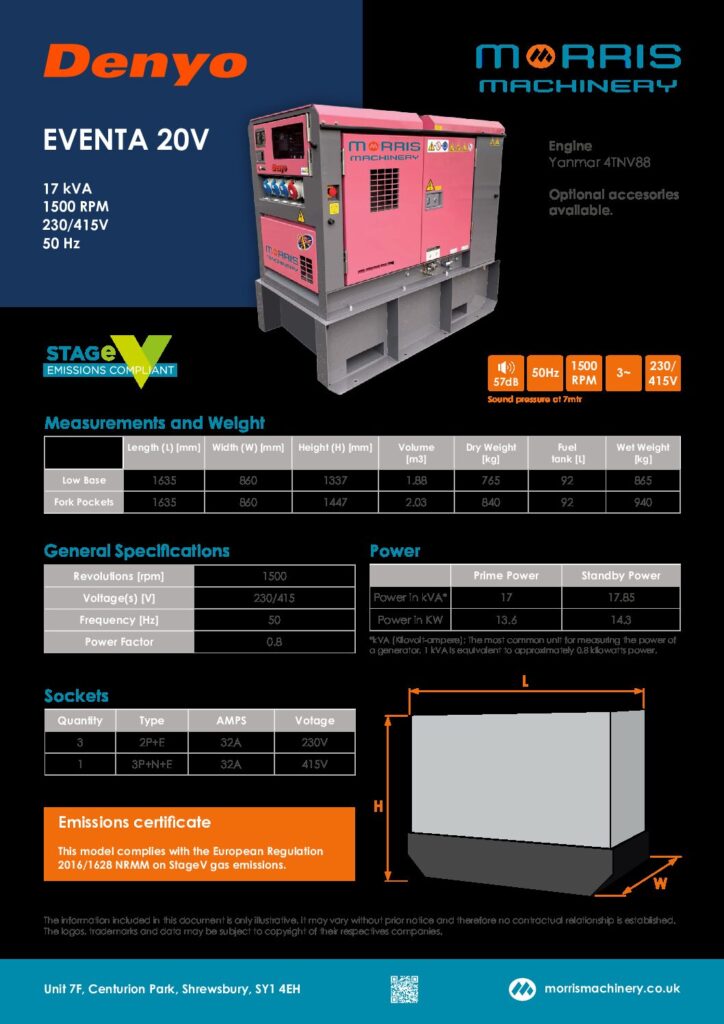 Denyo
MORRIS
MACHINERY
EVENTA 20V
17 kVA
1500 RPM
230/415V
50 Hz
Engine
Yanmar 4TNV88
Optional accesories
available.
MORRIS
MACHINERY
Denyo
MORRIS
MACHINERY
STAGe V
EMISSIONS COMPLIANT
57dB
50Hz
1500 RPM
3~
230/ 415V
Sound pressure at 7mtr
Measurements and Weight
Length (L) [mm] Width (W) [mm] Height (H) [mm] Volume [m3] Dry Weight [kg] Fuel tank [L] Wet Weight [kg]
Low Base 1635 860 1337 1.88 765 92 865
Fork Pockets 1635 860 1447 2.03 840 92 940
General Specifications
Revolutions [rpm] 1500
Voltage(s) [V] 230/415
Frequency [Hz] 50
Power Factor 0.8
Power
Prime Power Standby Power
Power in kVA* 17 17.85
Power in KW 13.6 14.3
*kVA (Kilovolt-ampere): The most common unit for measuring the power of
a generator. 1 kVA is equivalent to approximately 0.8 kilowatts power.
Sockets
Quantity Type AMPS Votage
3 2P+E 32A 230V
1 3P+N+E 32A 415V
L
H
W
Emissions certificate
This model complies with the European Regulation
2016/1628 NRMM on StageV gas emissions.
The information included in this document is only illustrative. It may vary without prior notice and therefore no contractual relationship is established.
The logos, trademarks and data may be subject to copyright of their respectives companies.
Unit 7F, Centurion Park, Shrewsbury, SY1 4EH
morrismachinery.co.uk